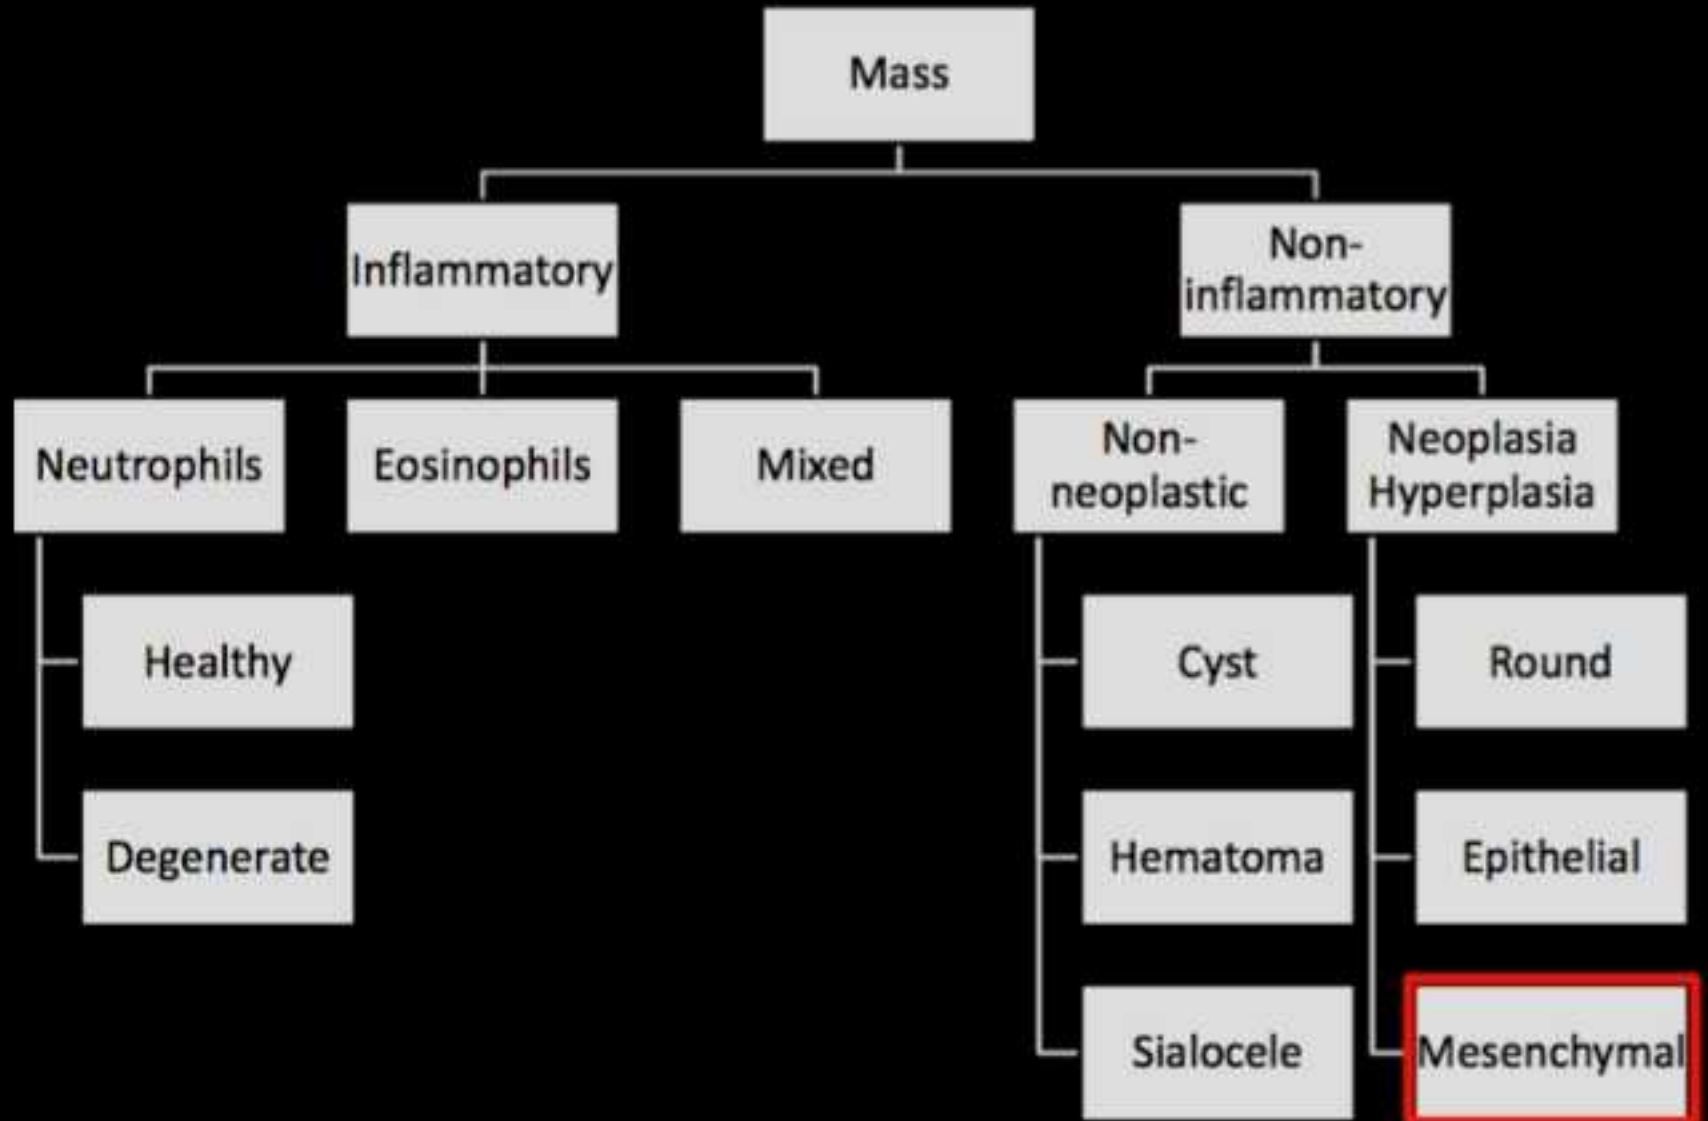 Mass
Inflammatory
Non-
inflammatory
Neutrophils
Eosinophils
Mixed
Non-
neoplastic
Neoplasia
Hyperplasia
Healthy
Cyst
Round
Degenerate
Hematoma
Epithelial
Sialocele
Mesenchymal